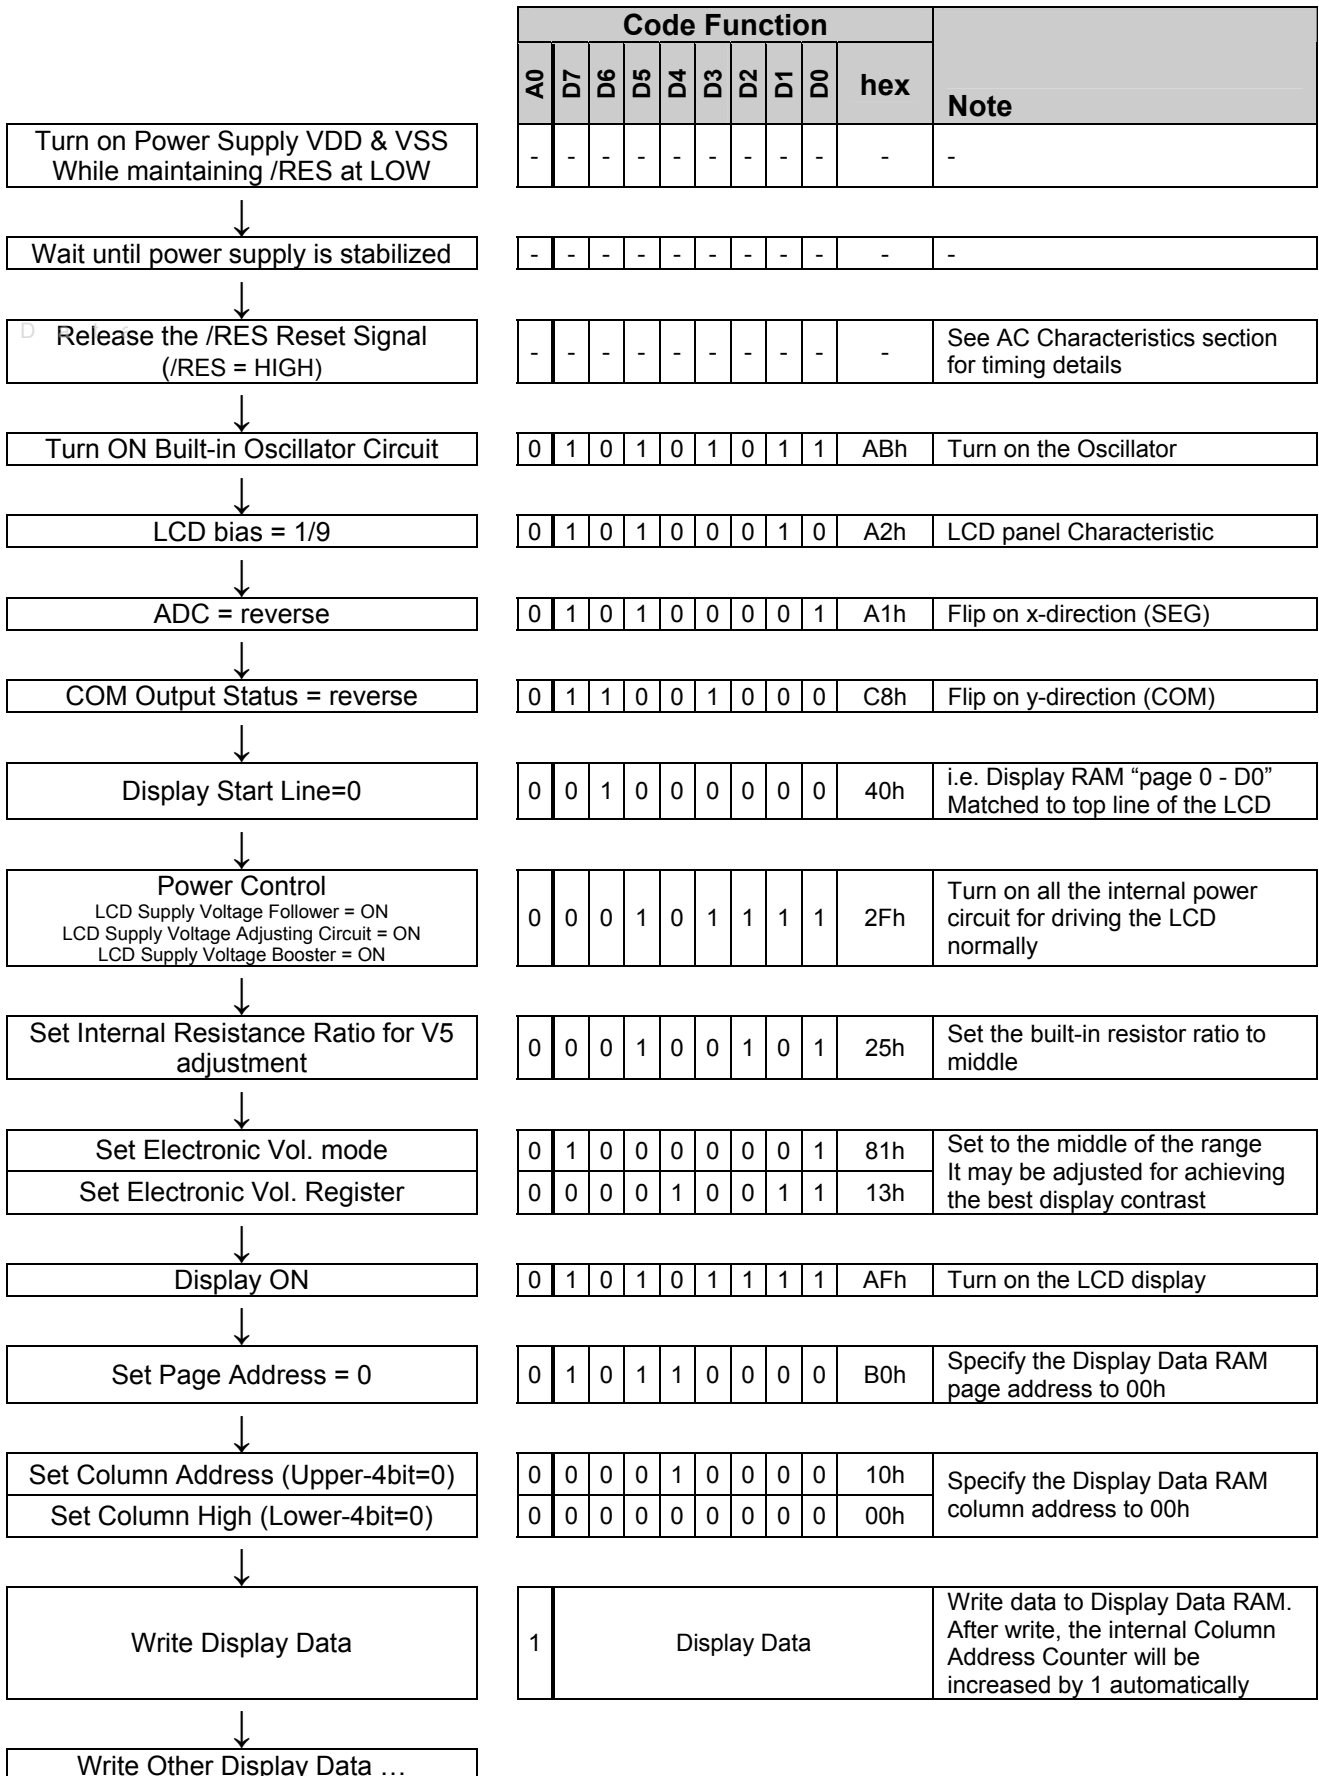 Code Function
A0 D7 D6 D5 D4 D3 D2 D1 D0 hex Note
Turn on Power Supply VDD & VSS
While maintaining /RES at LOW
- - - - - - - - - - -
Wait until power supply is stabilized
- - - - - - - - - - -
Release the /RES Reset Signal
(/RES = HIGH)
- - - - - - - - - -
See AC Characteristics section
for timing details
Turn ON Built-in Oscillator Circuit 0 1 0 1 0 1 0 1 1 ABh Turn on the Oscillator
LCD bias = 1/9 0 1 0 1 0 0 0 1 0 A2h LCD panel Characteristic
ADC = reverse 0 1 0 1 0 0 0 0 1 A1h Flip on x-direction (SEG)
COM Output Status = reverse 0 1 1 0 0 1 0 0 0 C8h Flip on y-direction (COM)
Display Start Line=0 0 0 1 0 0 0 0 0 0 40h
i.e. Display RAM “page 0 - D0”
Matched to top line of the LCD
Power Control
LCD Supply Voltage Follower = ON
LCD Supply Voltage Adjusting Circuit = ON
LCD Supply Voltage Booster = ON
0 0 0 1 0 1 1 1 1 2Fh
Turn on all the internal power
circuit for driving the LCD
normally
Set Internal Resistance Ratio for V5
adjustment
0 0 0 1 0 0 1 0 1 25h
Set the built-in resistor ratio to
middle
Set Electronic Vol. mode 0 1 0 0 0 0 0 0 1 81h
Set Electronic Vol. Register 0 0 0 0 1 0 0 1 1 13h
Set to the middle of the range
It may be adjusted for achieving
the best display contrast
Display ON 0 1 0 1 0 1 1 1 1 AFh Turn on the LCD display
Set Page Address = 0 0 1 0 1 1 0 0 0 0 B0h
Specify the Display Data RAM
page address to 00h
Set Column Address (Upper-4bit=0) 0 0 0 0 1 0 0 0 0 10h
Set Column High (Lower-4bit=0) 0 0 0 0 0 0 0 0 0 00h
Specify the Display Data RAM
column address to 00h
Write Display Data 1 Display Data
Write data to Display Data RAM.
After write, the internal Column
Address Counter will be
increased by 1 automatically
Write Other Display Data …